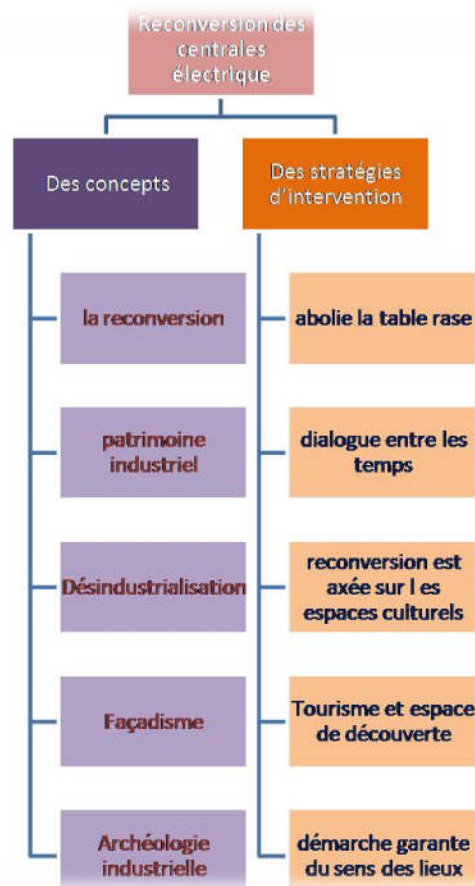 Reconversion des
centrales
électrique
Des concepts
Des stratégies
d'intervention
la reconversion
patrimoine
industriel
Désindustrialisation
Façadisme
Archéologie
industrielle
abolie la table rase
dialogue entre les
temps
reconversion est
axée sur l es
espaces culturels
Tourisme et espace
de découverte
démarche garante
du sens des lieux